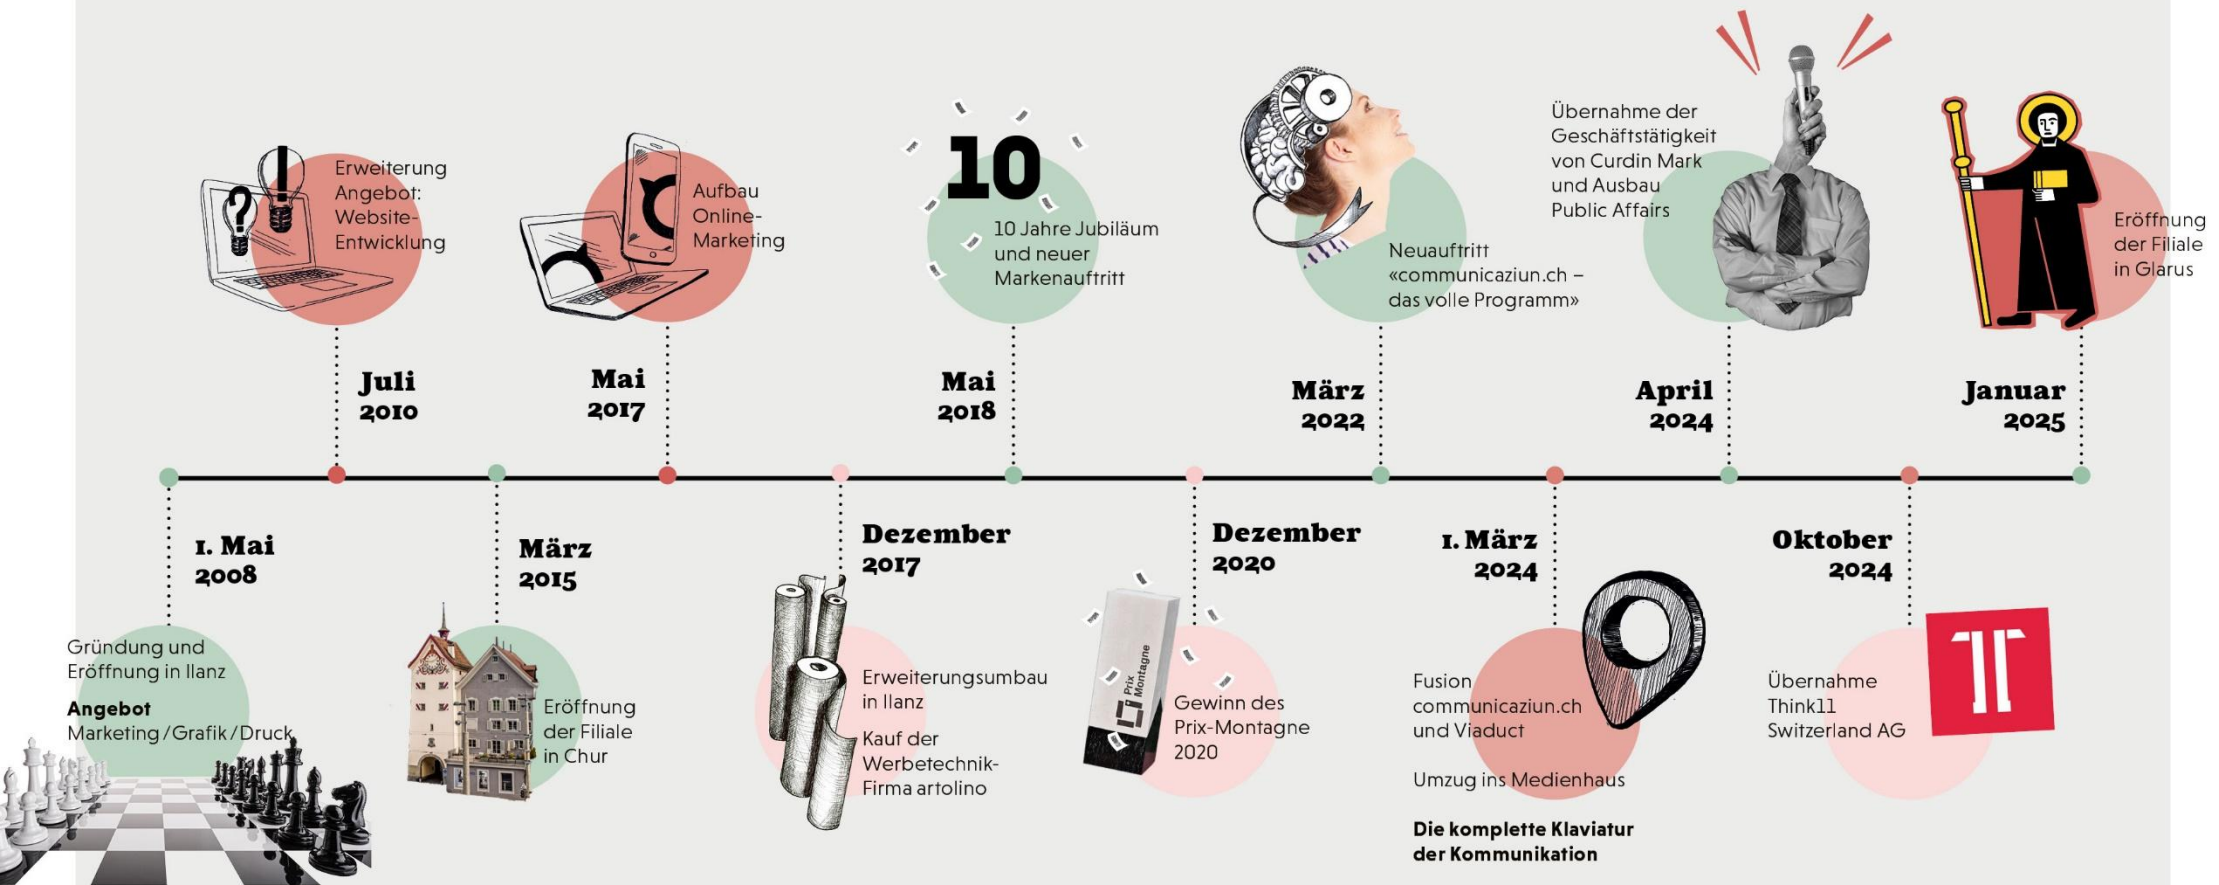 Erweiterung
Angebot:
Website-
Entwicklung
Juli
2010
Aufbau
Online-
Marketing
Mai
2017
10
10 Jahre Jubiläum
und neuer
Markenauftritt
Mai
2018
Neuauftritt
«communicaziun.ch –
das volle Programm»
März
2022
Übernahme der
Geschäftstätigkeit
von Curdin Mark
und Ausbau
Public Affairs
April
2024
Eröffnung
der Filiale
in Glarus
Januar
2025
1. Mai
2008
Gründung und
Eröffnung in Ilanz
Angebot
Marketing/Grafik/Druck
März
2015
Eröffnung
der Filiale
in Chur
Dezember
2017
Erweiterungsumbau
in Ilanz
Kauf der
Werbetechnik-
Firma artolino
Dezember
2020
Prix
Montagne
Gewinn des
Prix-Montagne
2020
1. März
2024
Fusion
communicaziun.ch
und Viaduct
Umzug ins Medienhaus
Die komplette Klaviatur
der Kommunikation
Oktober
2024
Übernahme
Think11
Switzerland AG